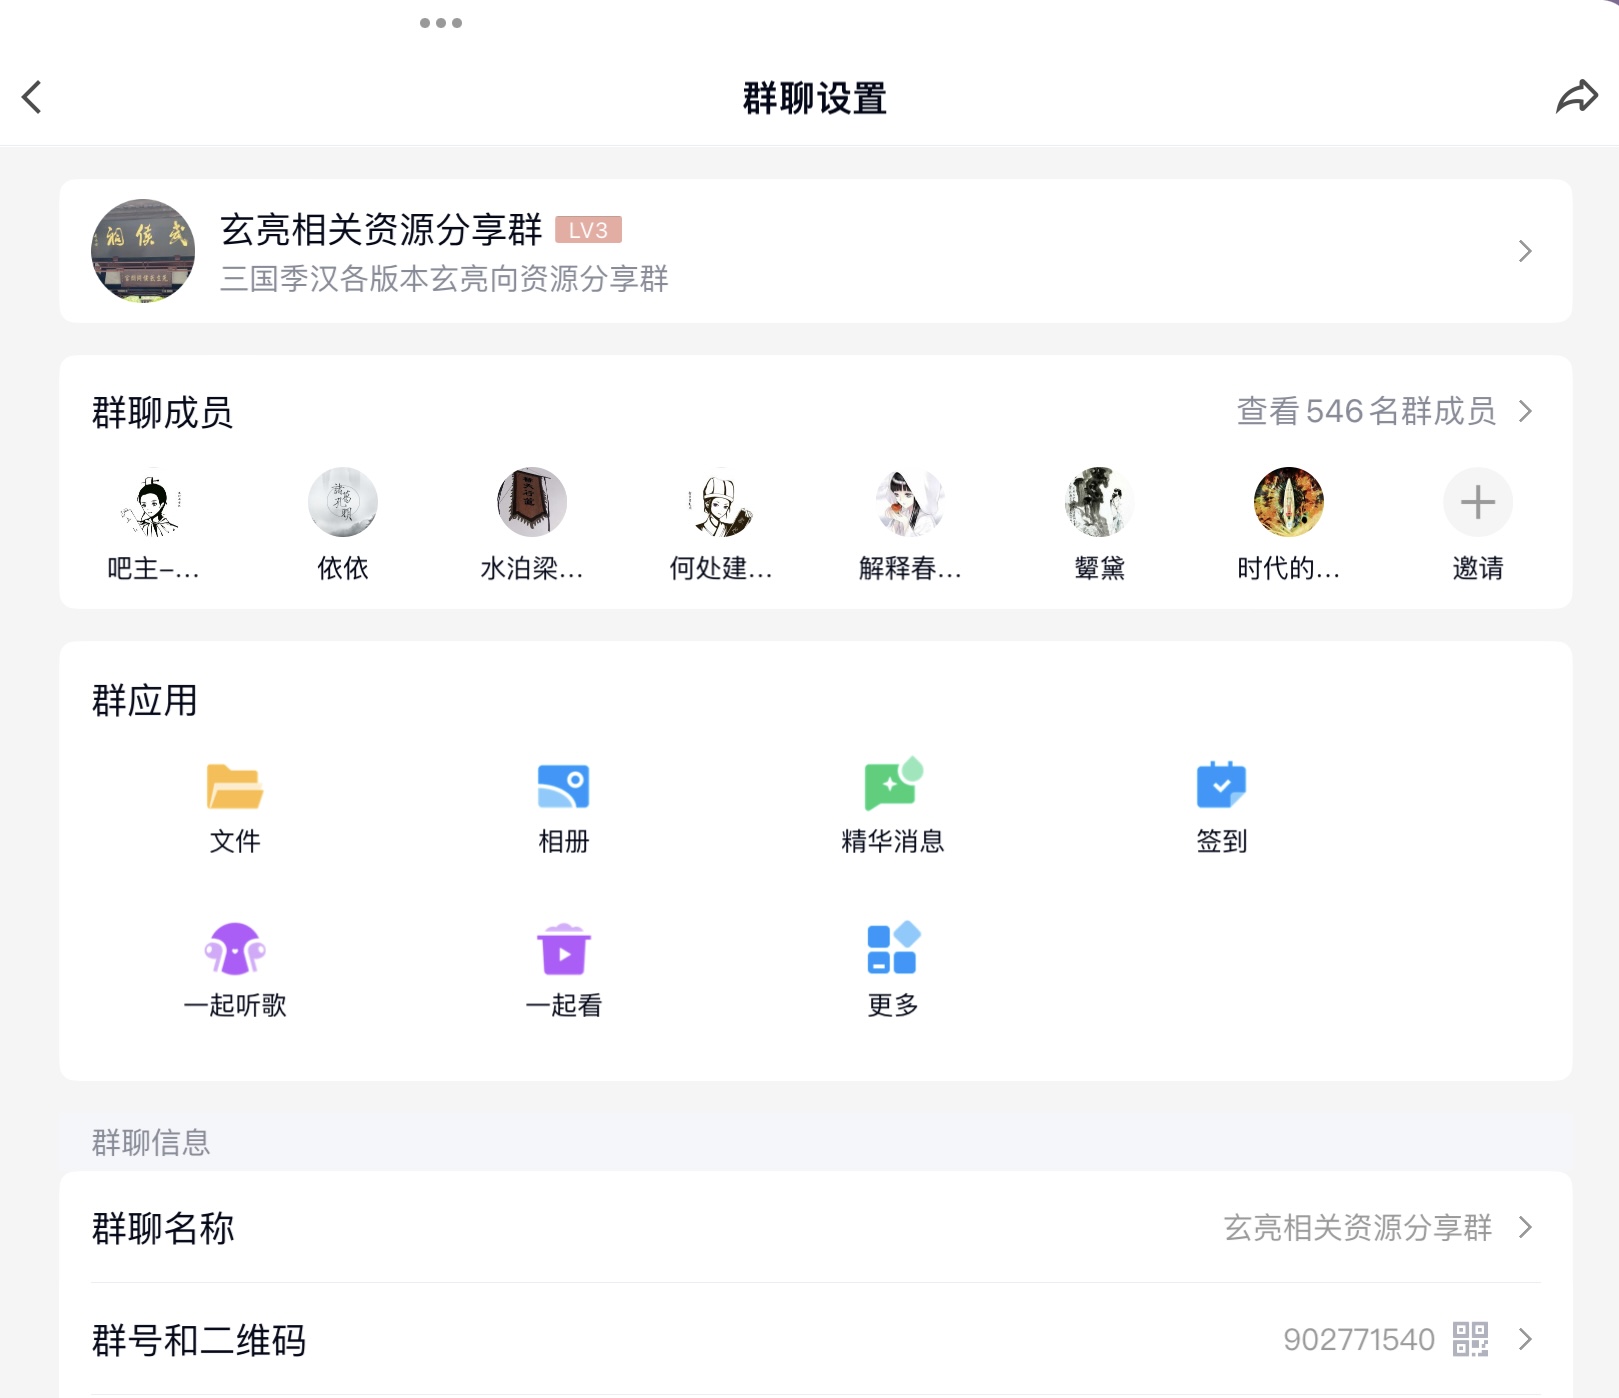 群聊设置
玄亮相关资源分享群 LV3
三国季汉各版本玄亮向资源分享群
群聊成员 查看546名群成员
吧主–... 依依 水泊梁... 何处建... 解释春... 颦黛 时代的... 邀请
群应用
文件 相册 精华消息 签到
一起听歌 一起看 更多
群聊信息
群聊名称 玄亮相关资源分享群
群号和二维码 902771540